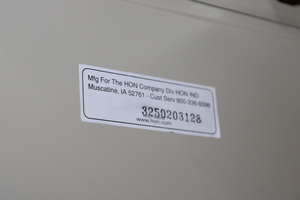 Mfg For The HON Company Div HON IND
Muscatine, IA 52761 - Cust Serv 800-336-8398
3250203128
www.hon.com